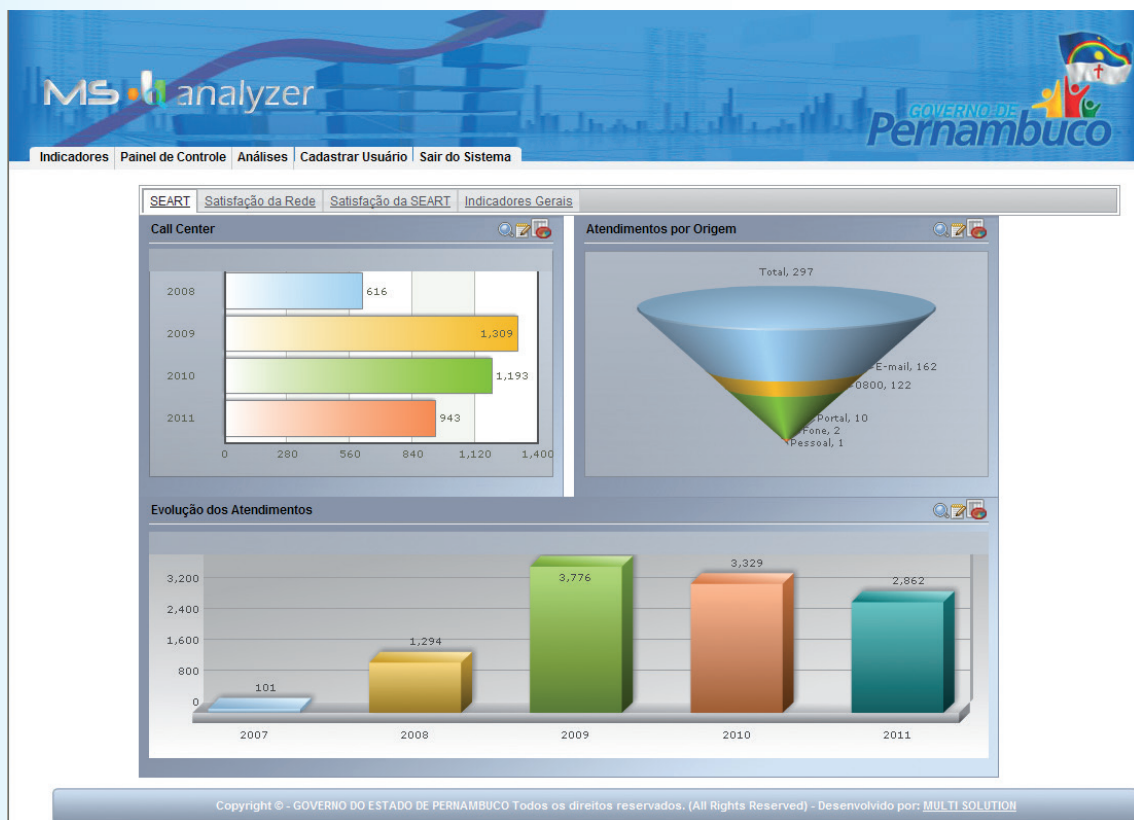 MS analyzer
GOVERNO DE
Pernambuco
Indicadores Painel de Controle Análises Cadastrar Usuário Sair do Sistema
SEART Satisfação da Rede Satisfação da SEART Indicadores Gerais
Call Center
2008
616
2009
1,309
2010
1,193
2011
943
0 280 560 840 1,120 1,400
Atendimentos por Origem
Total, 297
E-mail, 162
0800, 122
Portal, 10
Fone, 2
Pessoal, 1
Evolução dos Atendimentos
3,200
2,400
1,600
800
0
101
1,294
3,776
3,329
2,862
2007 2008 2009 2010 2011
Copyright © - GOVERNO DO ESTADO DE PERNAMBUCO Todos os direitos reservados. (All Rights Reserved) - Desenvolvido por: MULTI SOLUTION